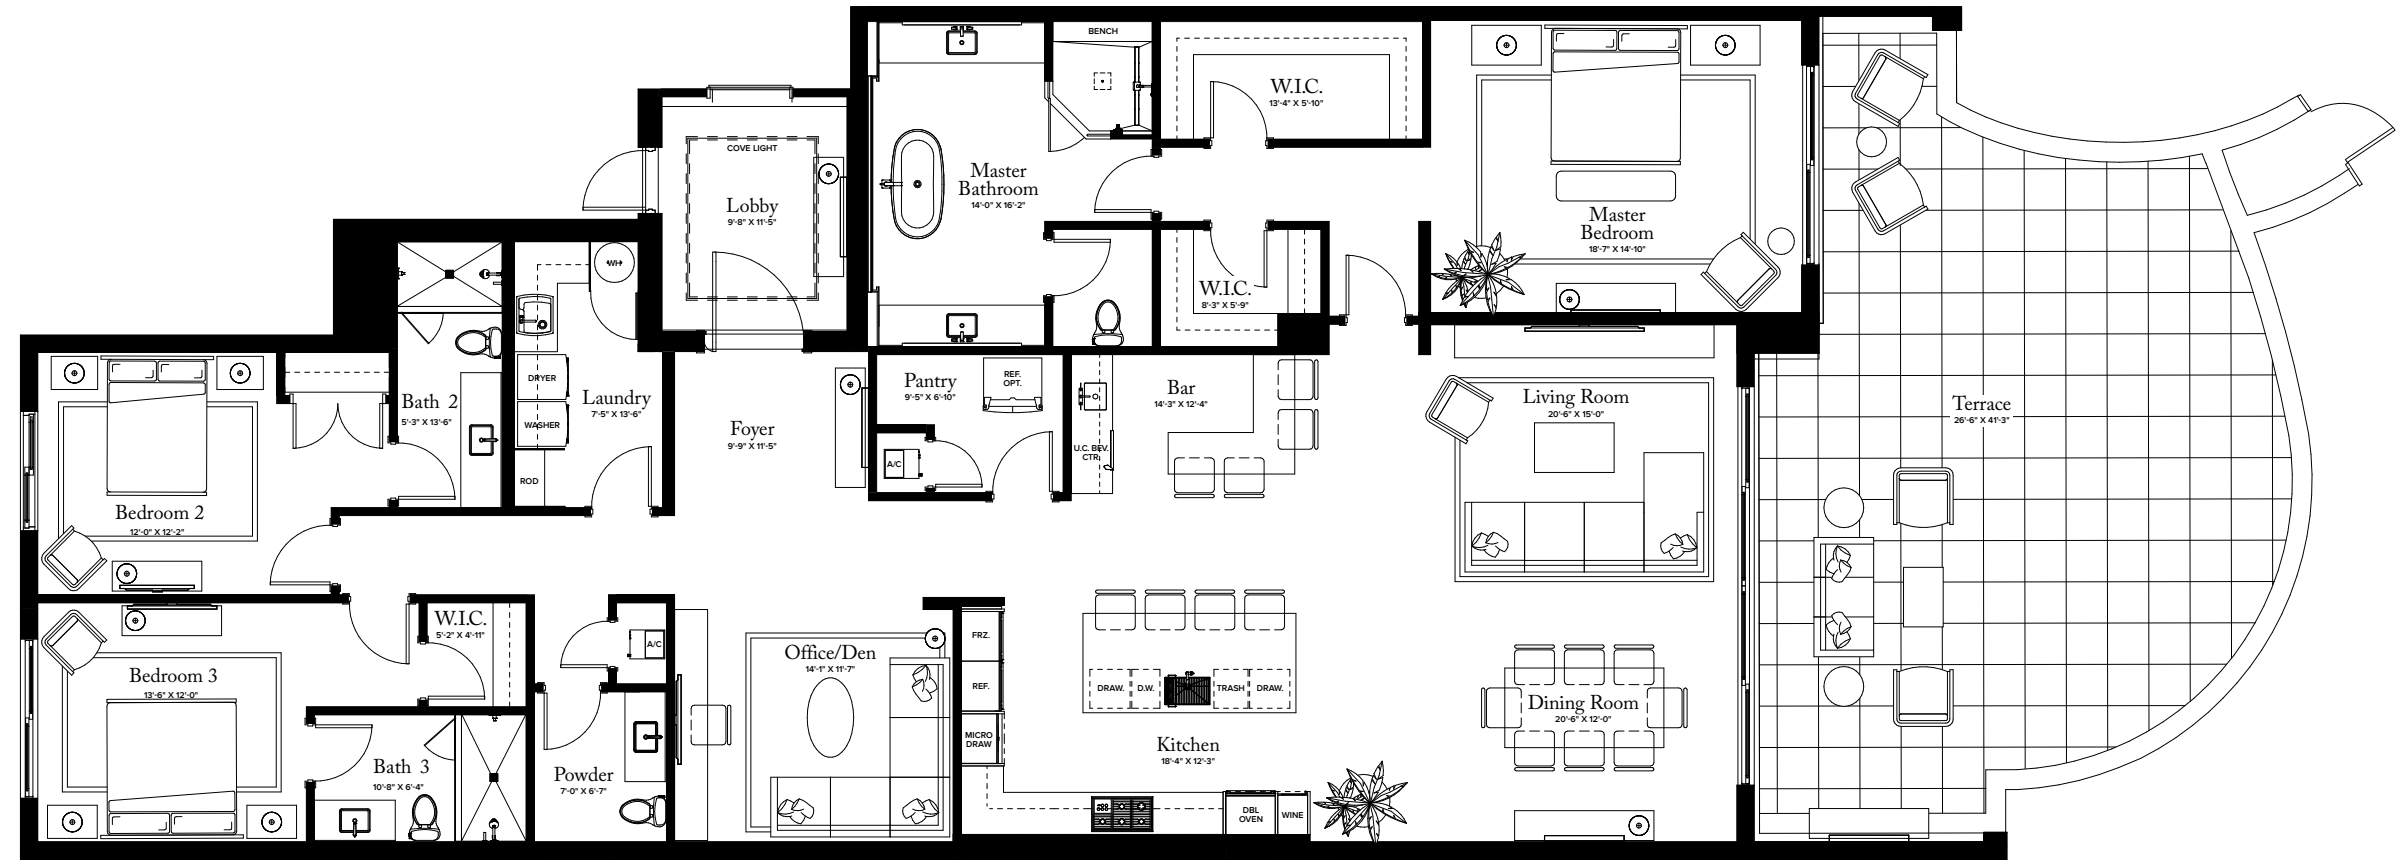 BENCH
W.I.C.
13'-4" X 5'-10"
COVE LIGHT
Lobby
9'-8" X 11'-5"
Master
Bathroom
14'-0" X 16'-2"
Master
Bedroom
18'-7" X 14'-10"
WH
W.I.C.
8'-3" X 5'-9"
DRYER
WASHER
ROD
Laundry
7'-5" X 13'-6"
Bath 2
5'-3" X 13'-6"
Bedroom 2
12'-0" X 12'-2"
Foyer
9'-9" X 11'-5"
Pantry
9'-5" X 6'-10"
REF.
OPT.
A/C
Bar
14'-3" X 12'-4"
U.C. BEV.
CTR.
Living Room
20'-6" X 15'-0"
Terrace
26'-6" X 41'-3"
W.I.C.
5'-2" X 4'-11"
A/C
Bedroom 3
13'-6" X 12'-0"
Office/Den
14'-1" X 11'-7"
FRZ.
REF.
MICRO
DRAW
DRAW.
D.W.
TRASH
DRAW.
Dining Room
20'-6" X 12'-0"
Kitchen
18'-4" X 12'-3"
Bath 3
10'-8" X 6'-4"
Powder
7'-0" X 6'-7"
DBL
OVEN
WINE